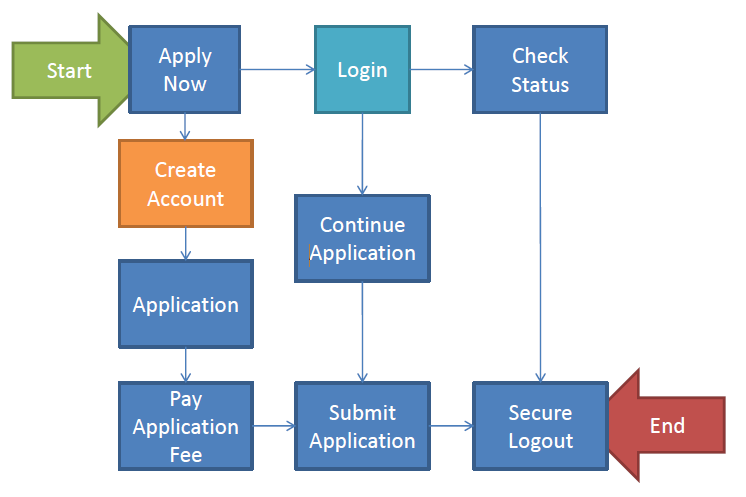 Start
Apply
Now
Login
Check
Status
Create
Account
Continue
Application
Application
Pay
Application
Fee
Submit
Application
Secure
Logout
End